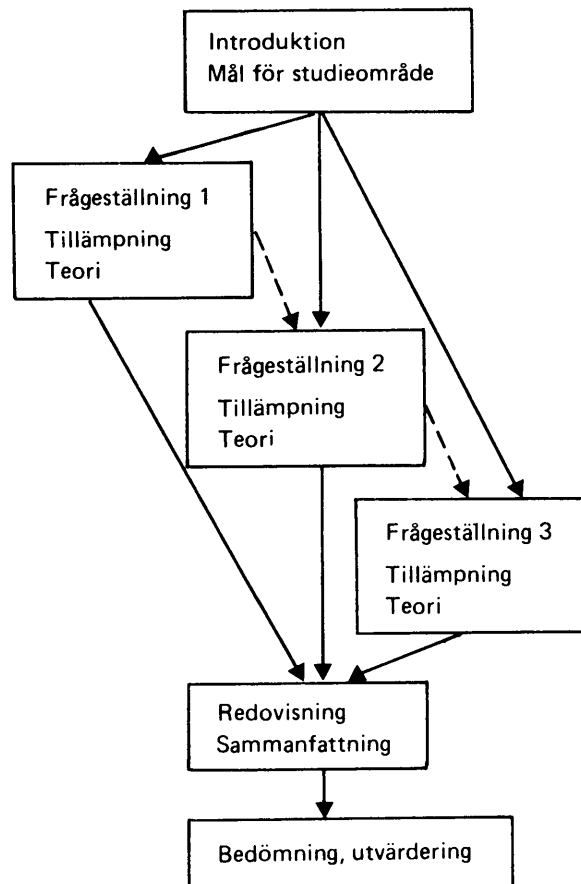 Introduktion
Mål för studieområde
Frågeställning 1
Tillämpning
Teori
Frågeställning 2
Tillämpning
Teori
Frågeställning 3
Tillämpning
Teori
Redovisning
Sammanfattning
Bedömning, utvärdering